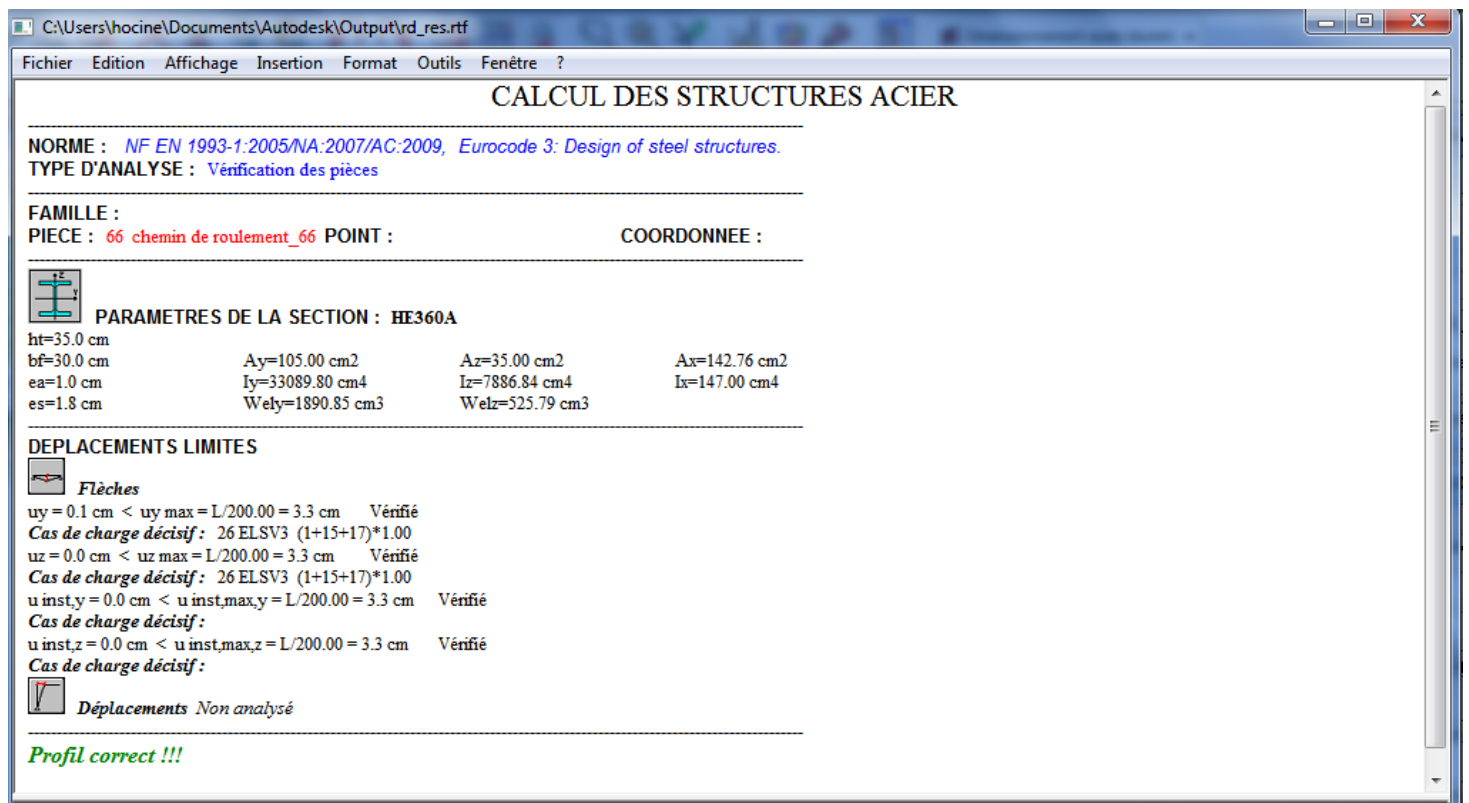 C:\Users\hocine\Documents\Autodesk\Output\rd_res.rtf
Fichier Edition Affichage Insertion Format Outils Fenêtre ?
CALCUL DES STRUCTURES ACIER
NORME : NF EN 1993-1:2005/NA:2007/AC:2009, Eurocode 3: Design of steel structures.
TYPE D'ANALYSE : Vérification des pièces
FAMILLE :
PIECE : 66 chemin de roulement_66 POINT : COORDONNEE :
z
y
PARAMETRES DE LA SECTION : HE360A
ht=35.0 cm
bf=30.0 cm Ay=105.00 cm2 Az=35.00 cm2 Ax=142.76 cm2
ea=1.0 cm Iy=33089.80 cm4 Iz=7886.84 cm4 Ix=147.00 cm4
es=1.8 cm Wely=1890.85 cm3 Welz=525.79 cm3
DEPLACEMENTS LIMITES
Flèches
uy = 0.1 cm < uy max = L/200.00 = 3.3 cm Vérifié
Cas de charge décisif : 26 ELSV3 (1+15+17)*1.00
uz = 0.0 cm < uz max = L/200.00 = 3.3 cm Vérifié
Cas de charge décisif : 26 ELSV3 (1+15+17)*1.00
u inst,y = 0.0 cm < u inst,max,y = L/200.00 = 3.3 cm Vérifié
Cas de charge décisif :
u inst,z = 0.0 cm < u inst,max,z = L/200.00 = 3.3 cm Vérifié
Cas de charge décisif :
Déplacements Non analysé
Profil correct !!!